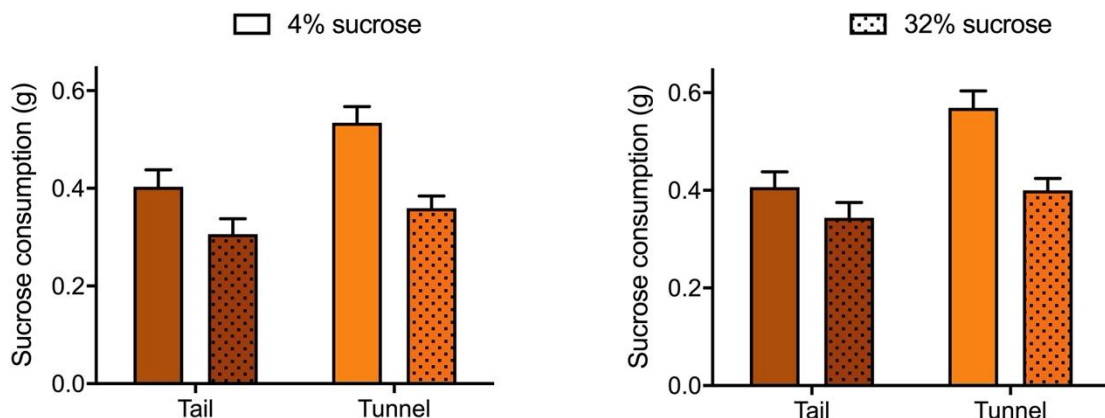 4% sucrose
32% sucrose
Sucrose consumption (g)
0.6
0.4
0.2
0.0
Tail
Tunnel
Sucrose consumption (g)
0.6
0.4
0.2
0.0
Tail
Tunnel